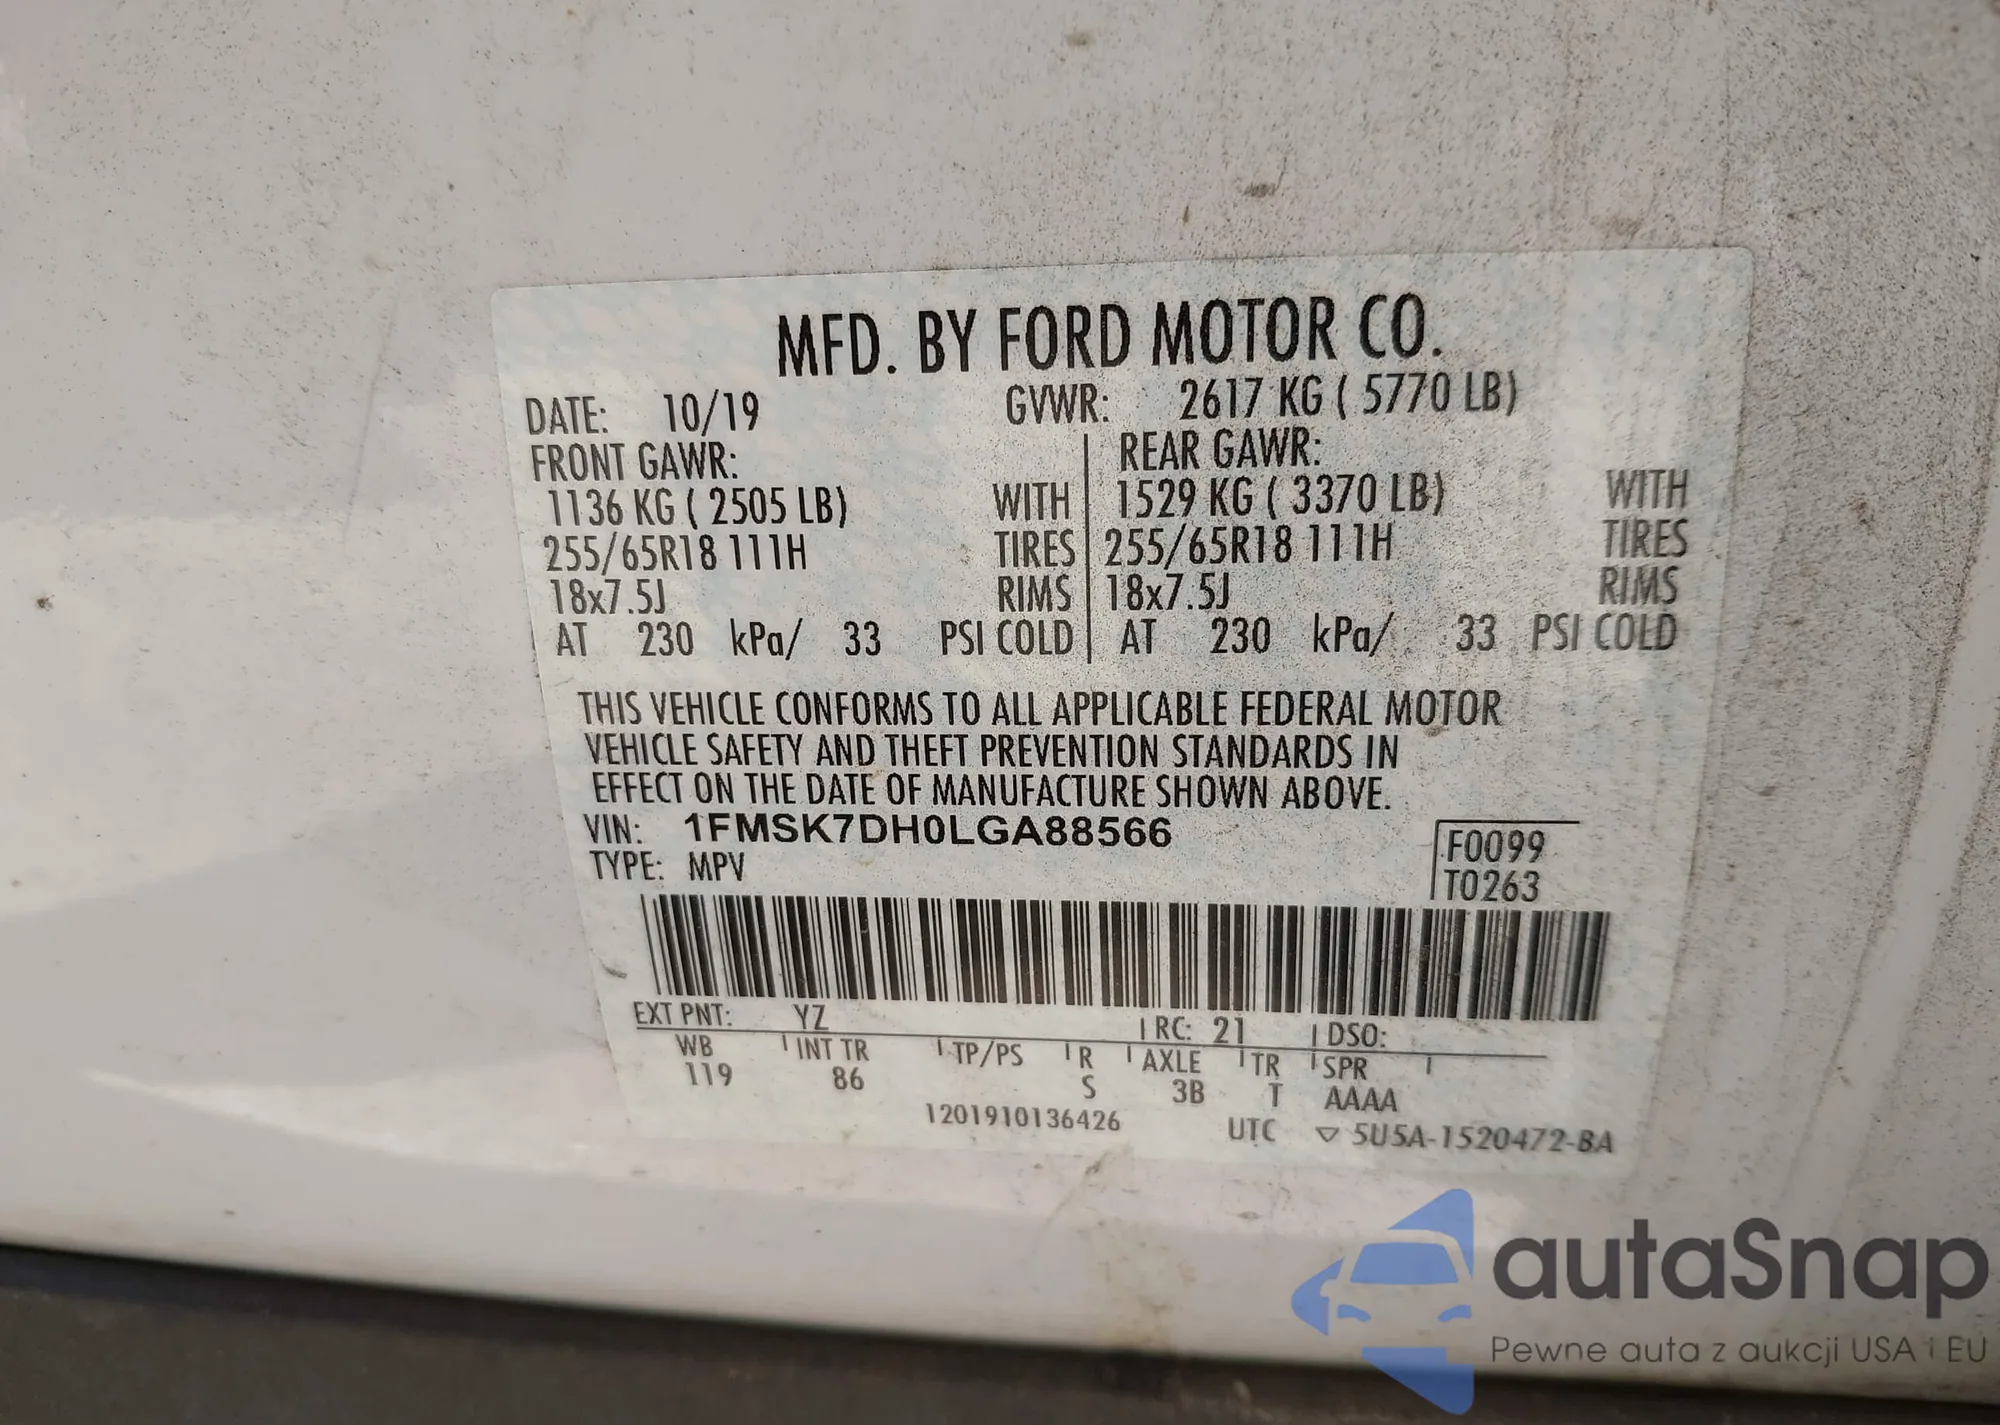 MFD. BY FORD MOTOR CO.
DATE: 10/19 GVWR: 2617 KG ( 5770 LB)
FRONT GAWR: REAR GAWR:
1136 KG ( 2505 LB) WITH 1529 KG ( 3370 LB) WITH
255/65R18 111H TIRES 255/65R18 111H TIRES
18x7.5J RIMS 18x7.5J RIMS
AT 230 kPa/ 33 PSI COLD AT 230 kPa/ 33 PSI COLD
THIS VEHICLE CONFORMS TO ALL APPLICABLE FEDERAL MOTOR
VEHICLE SAFETY AND THEFT PREVENTION STANDARDS IN
EFFECT ON THE DATE OF MANUFACTURE SHOWN ABOVE.
VIN: 1FMSK7DH0LGA88566
TYPE: MPV
F0099
T0263
EXT PNT: YZ RC: 21 DSO:
WB INT TR TP/PS R AXLE TR SPR
119 86 S 3B T AAAA
1201910136426 UTC ▽ 5U5A-1520472-BA
autaSnap
Pewne auta z aukcji USA i EU